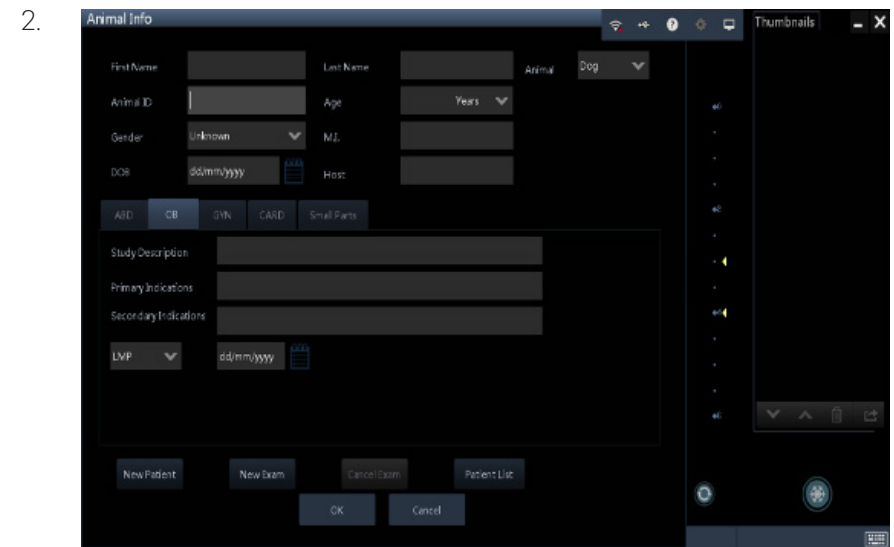 2.
Animal Info
Thumbnails
First Name Last Name Animal Dog
Animal ID Age Years
Gender Unknown M.I.
DOB dd/mm/yyyy Host
ABD OB GYN CARD Small Parts
Study Description
Primary Indications
Secondary Indications
LMP dd/mm/yyyy
New Patient New Exam Cancel Exam Patient List
OK Cancel